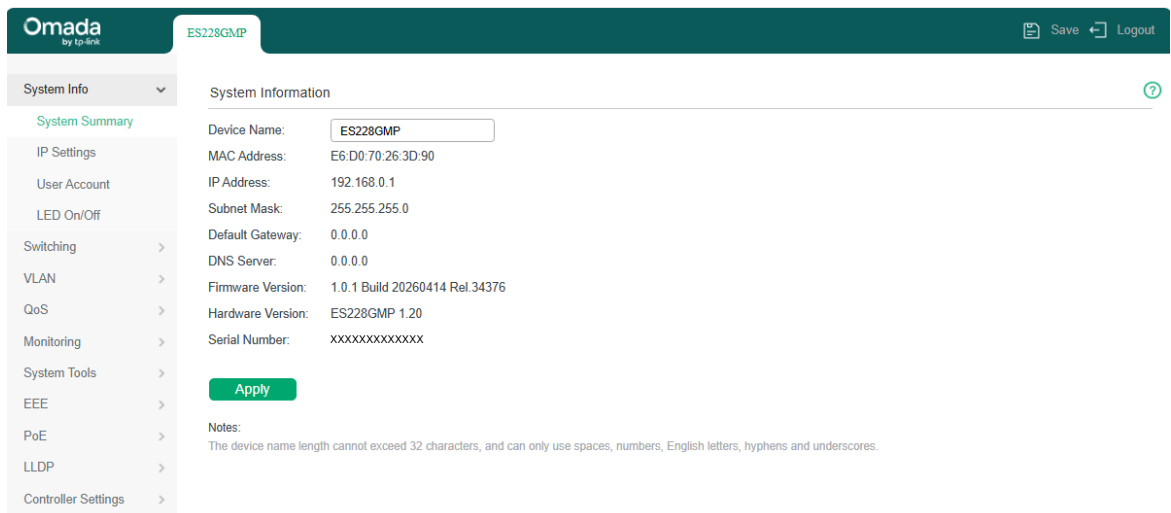 Omada
by tp-link
ES228GMP
Save
Logout
System Info
System Summary
IP Settings
User Account
LED On/Off
Switching
VLAN
QoS
Monitoring
System Tools
EEE
PoE
LLDP
Controller Settings
System Information
?
Device Name: ES228GMP
MAC Address: E6:D0:70:26:3D:90
IP Address: 192.168.0.1
Subnet Mask: 255.255.255.0
Default Gateway: 0.0.0.0
DNS Server: 0.0.0.0
Firmware Version: 1.0.1 Build 20260414 Rel.34376
Hardware Version: ES228GMP 1.20
Serial Number: XXXXXXXXXXXXX
Apply
Notes:
The device name length cannot exceed 32 characters, and can only use spaces, numbers, English letters, hyphens and underscores.